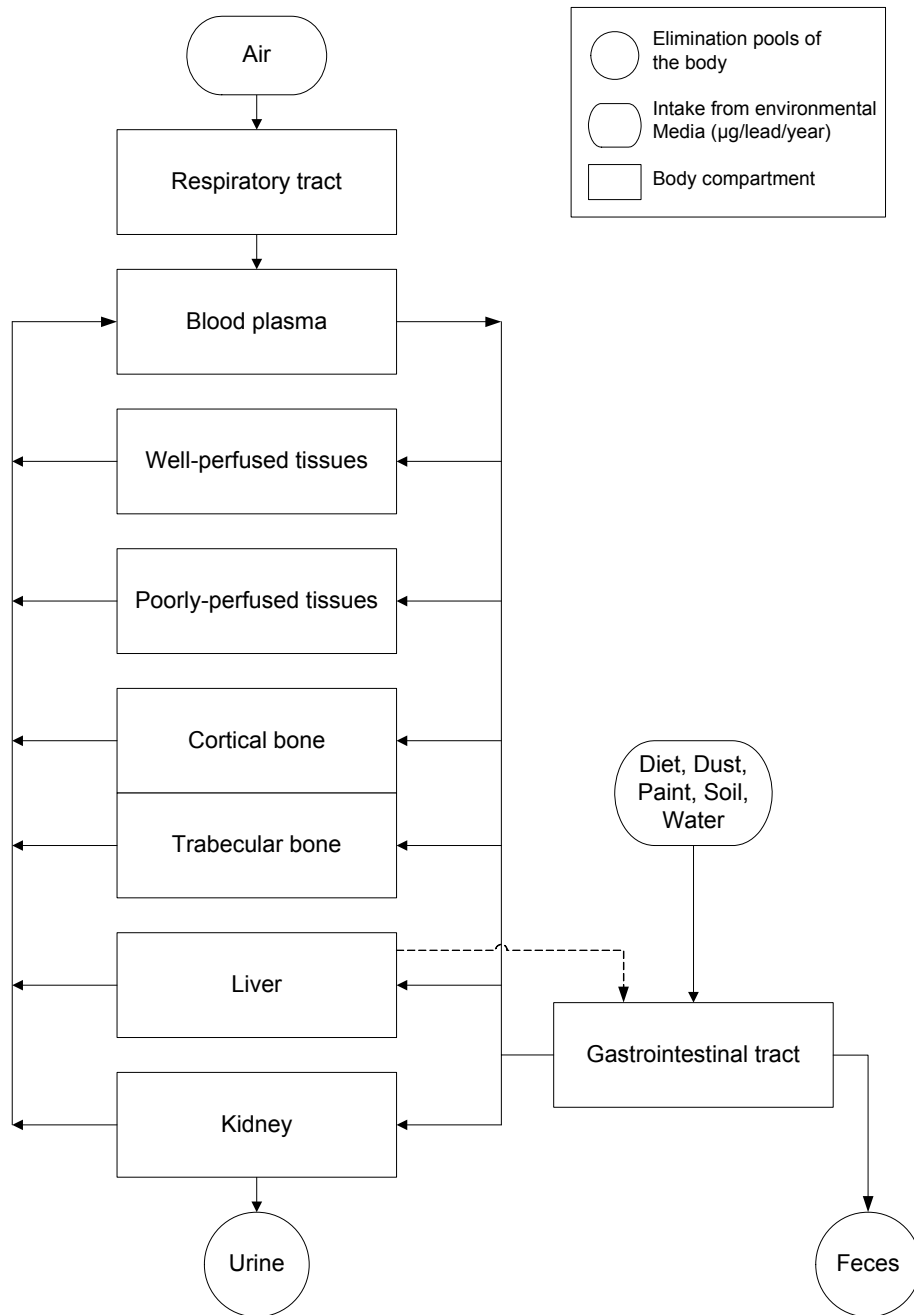 Air
Elimination pools of
the body
Intake from environmental
Media (µg/lead/year)
Body compartment
Respiratory tract
Blood plasma
Well-perfused tissues
Poorly-perfused tissues
Cortical bone
Diet, Dust,
Paint, Soil,
Water
Trabecular bone
Liver
Gastrointestinal tract
Kidney
Urine
Feces